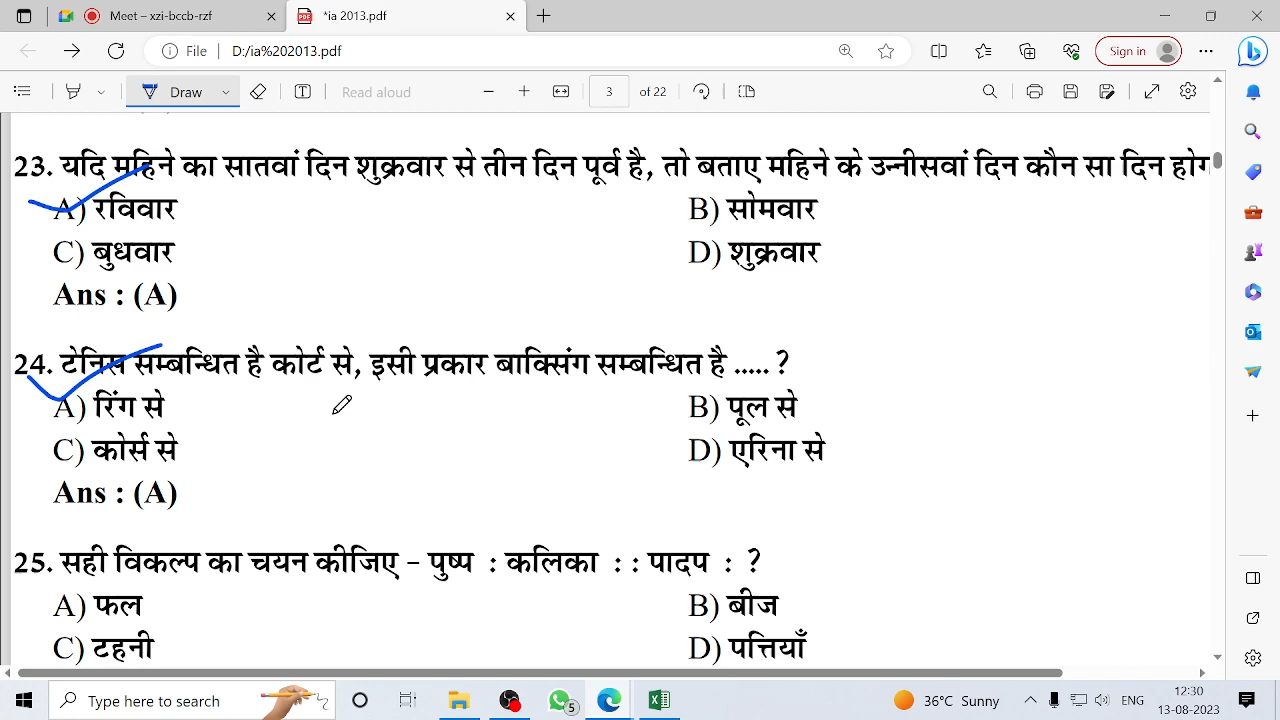 Meet – xzi-bccb-rzf
*ia 2013.pdf
File
D:/ia%202013.pdf
Sign in
Draw
Read aloud
3
of 22
23. यदि महिने का सातवां दिन शुक्रवार से तीन दिन पूर्व है, तो बताए महिने के उन्नीसवां दिन कौन सा दिन होग
A) रविवार
B) सोमवार
C) बुधवार
D) शुक्रवार
Ans : (A)
24. टेनिस सम्बन्धित है कोर्ट से, इसी प्रकार बाक्सिंग सम्बन्धित है ..... ?
A) रिंग से
B) पूल से
C) कोर्स से
D) एरिना से
Ans : (A)
25. सही विकल्प का चयन कीजिए – पुष्प : कलिका : : पादप : ?
A) फल
B) बीज
C) टहनी
D) पत्तियाँ
Type here to search
5
36°C Sunny
ENG
12:30
13-08-2023